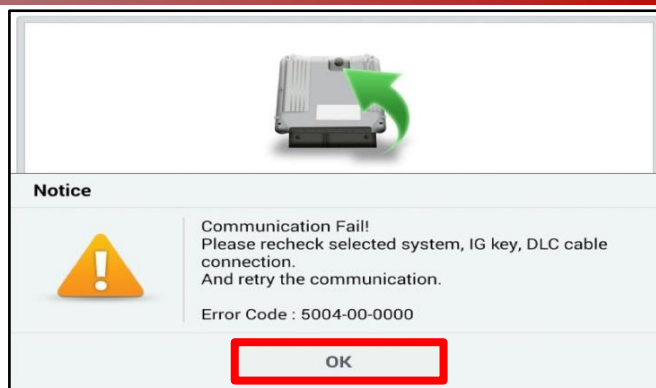 Notice
Communication Fail!
Please recheck selected system, IG key, DLC cable
connection.
And retry the communication.
Error Code : 5004-00-0000
OK